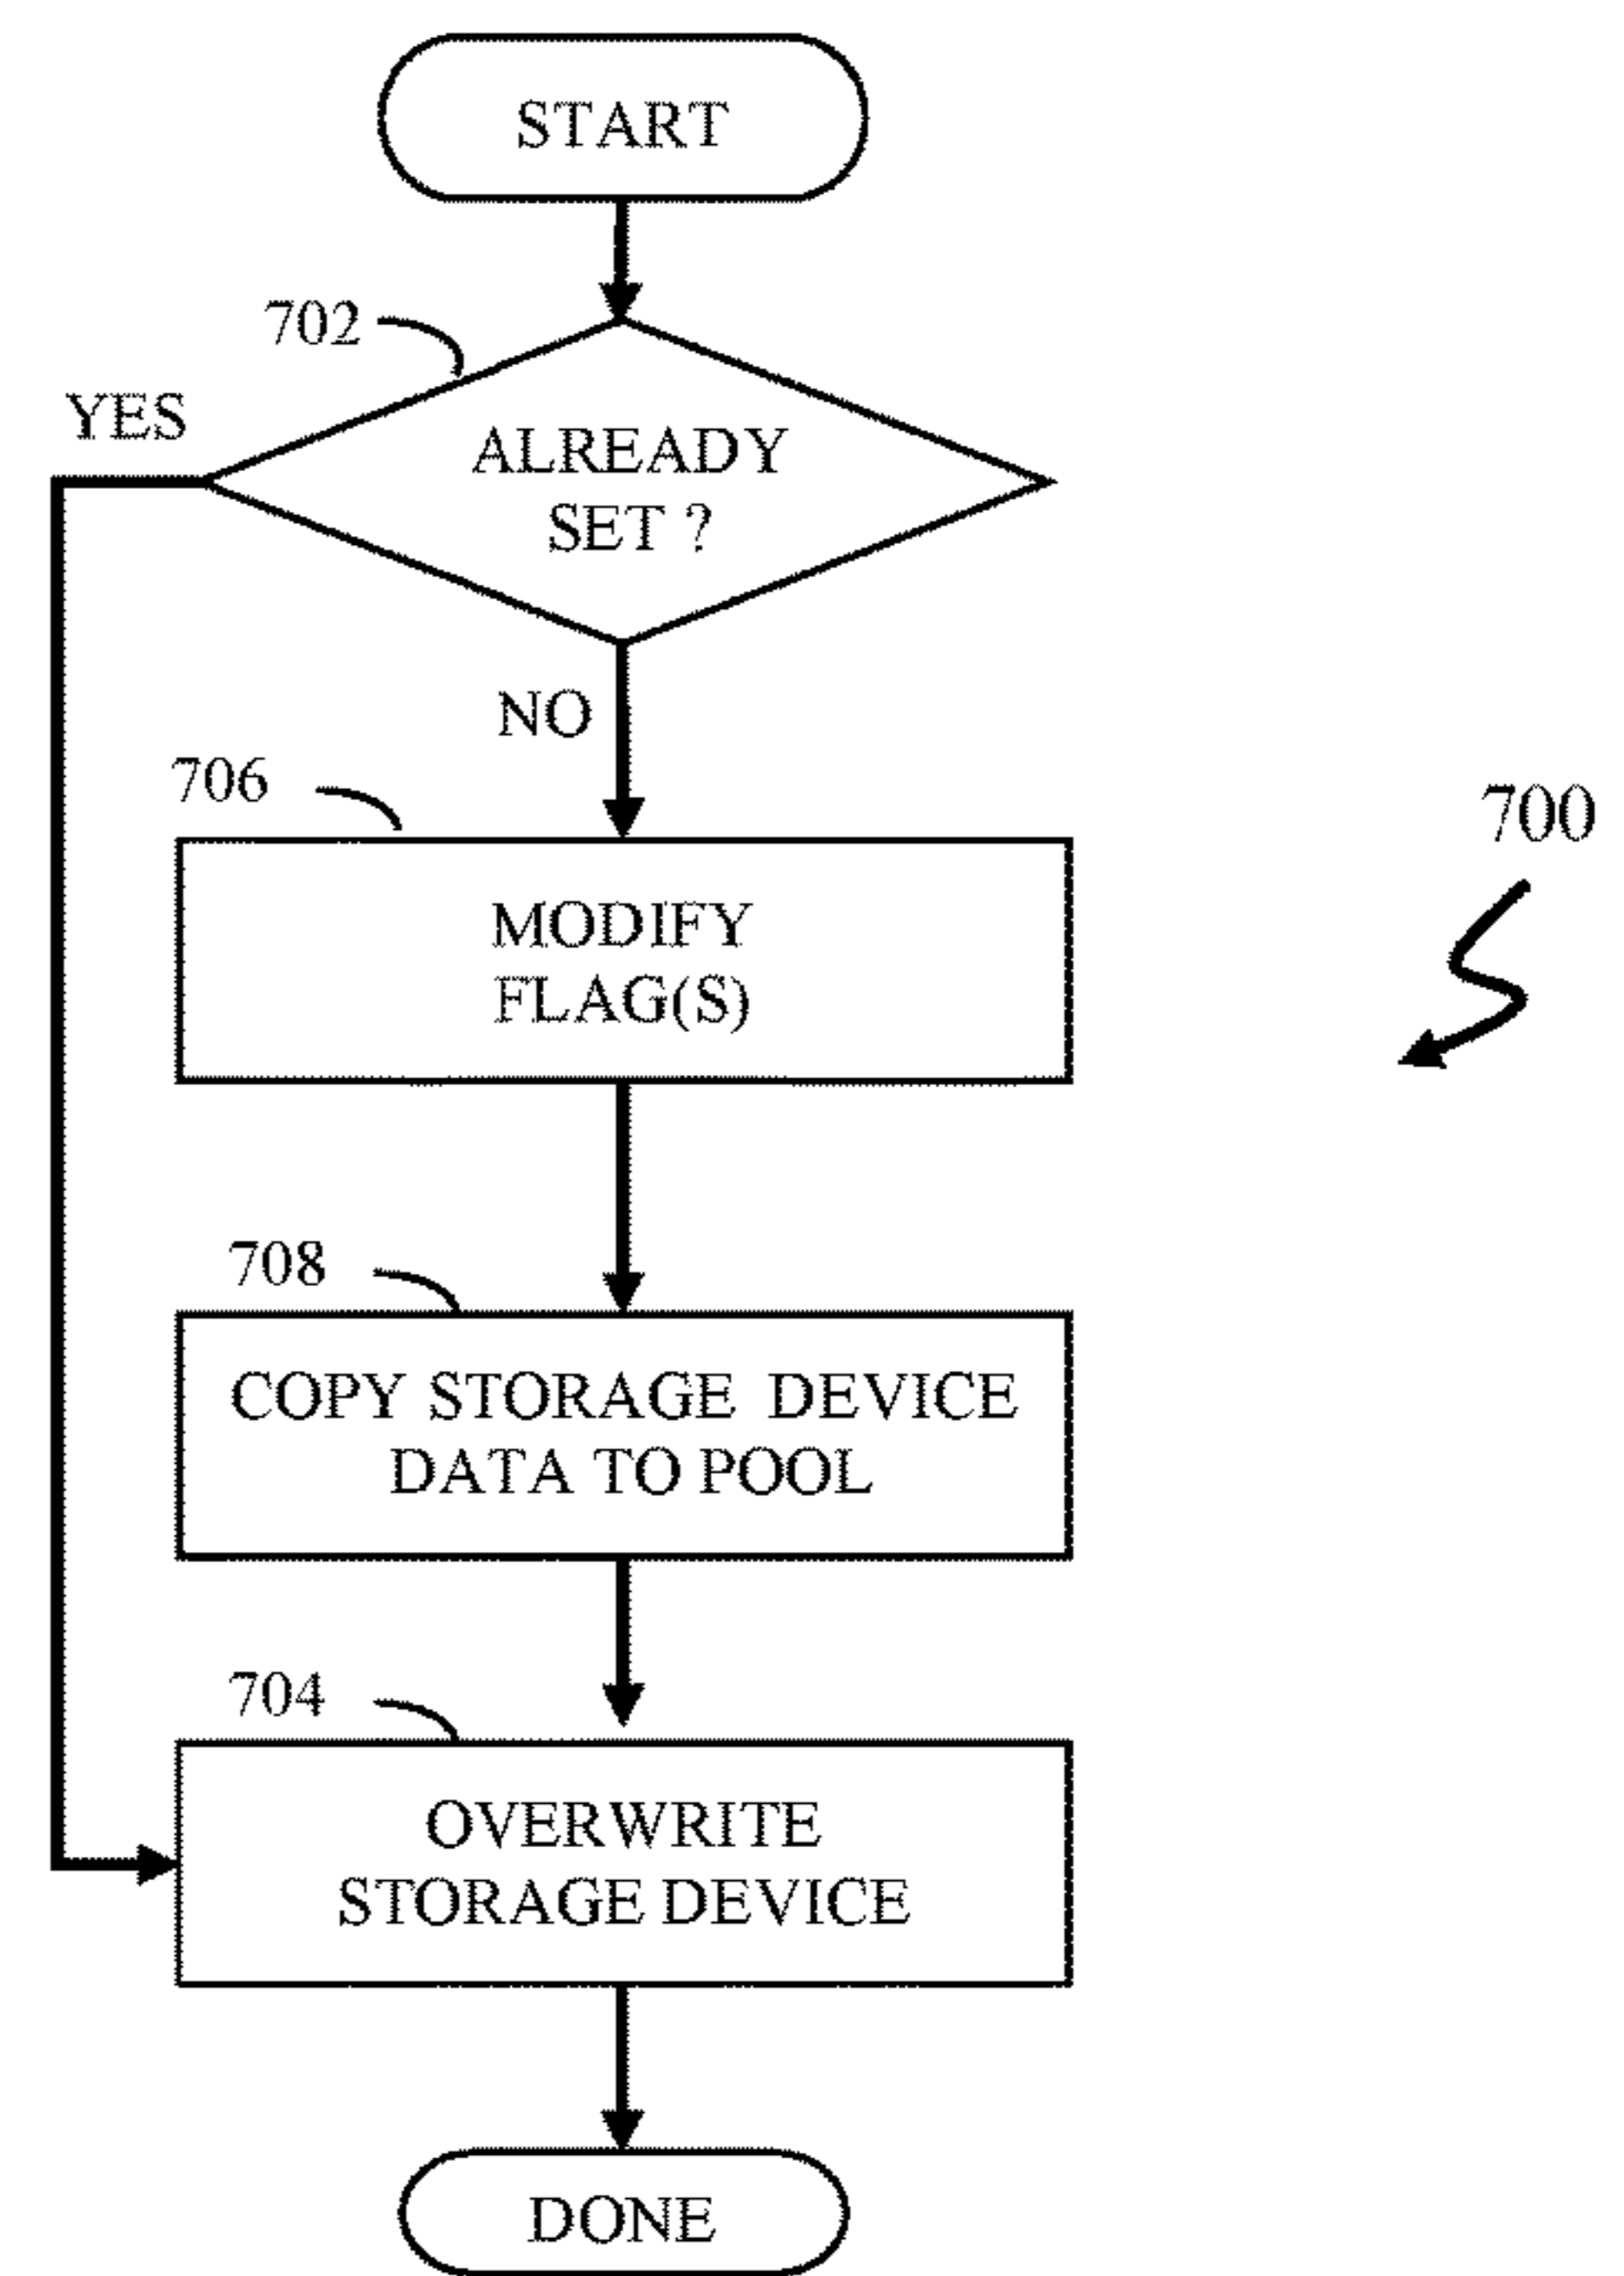 START
702
YES
ALREADY
SET ?
NO
706
700
MODIFY
FLAG(S)
708
COPY STORAGE DEVICE
DATA TO POOL
704
OVERWRITE
STORAGE DEVICE
DONE